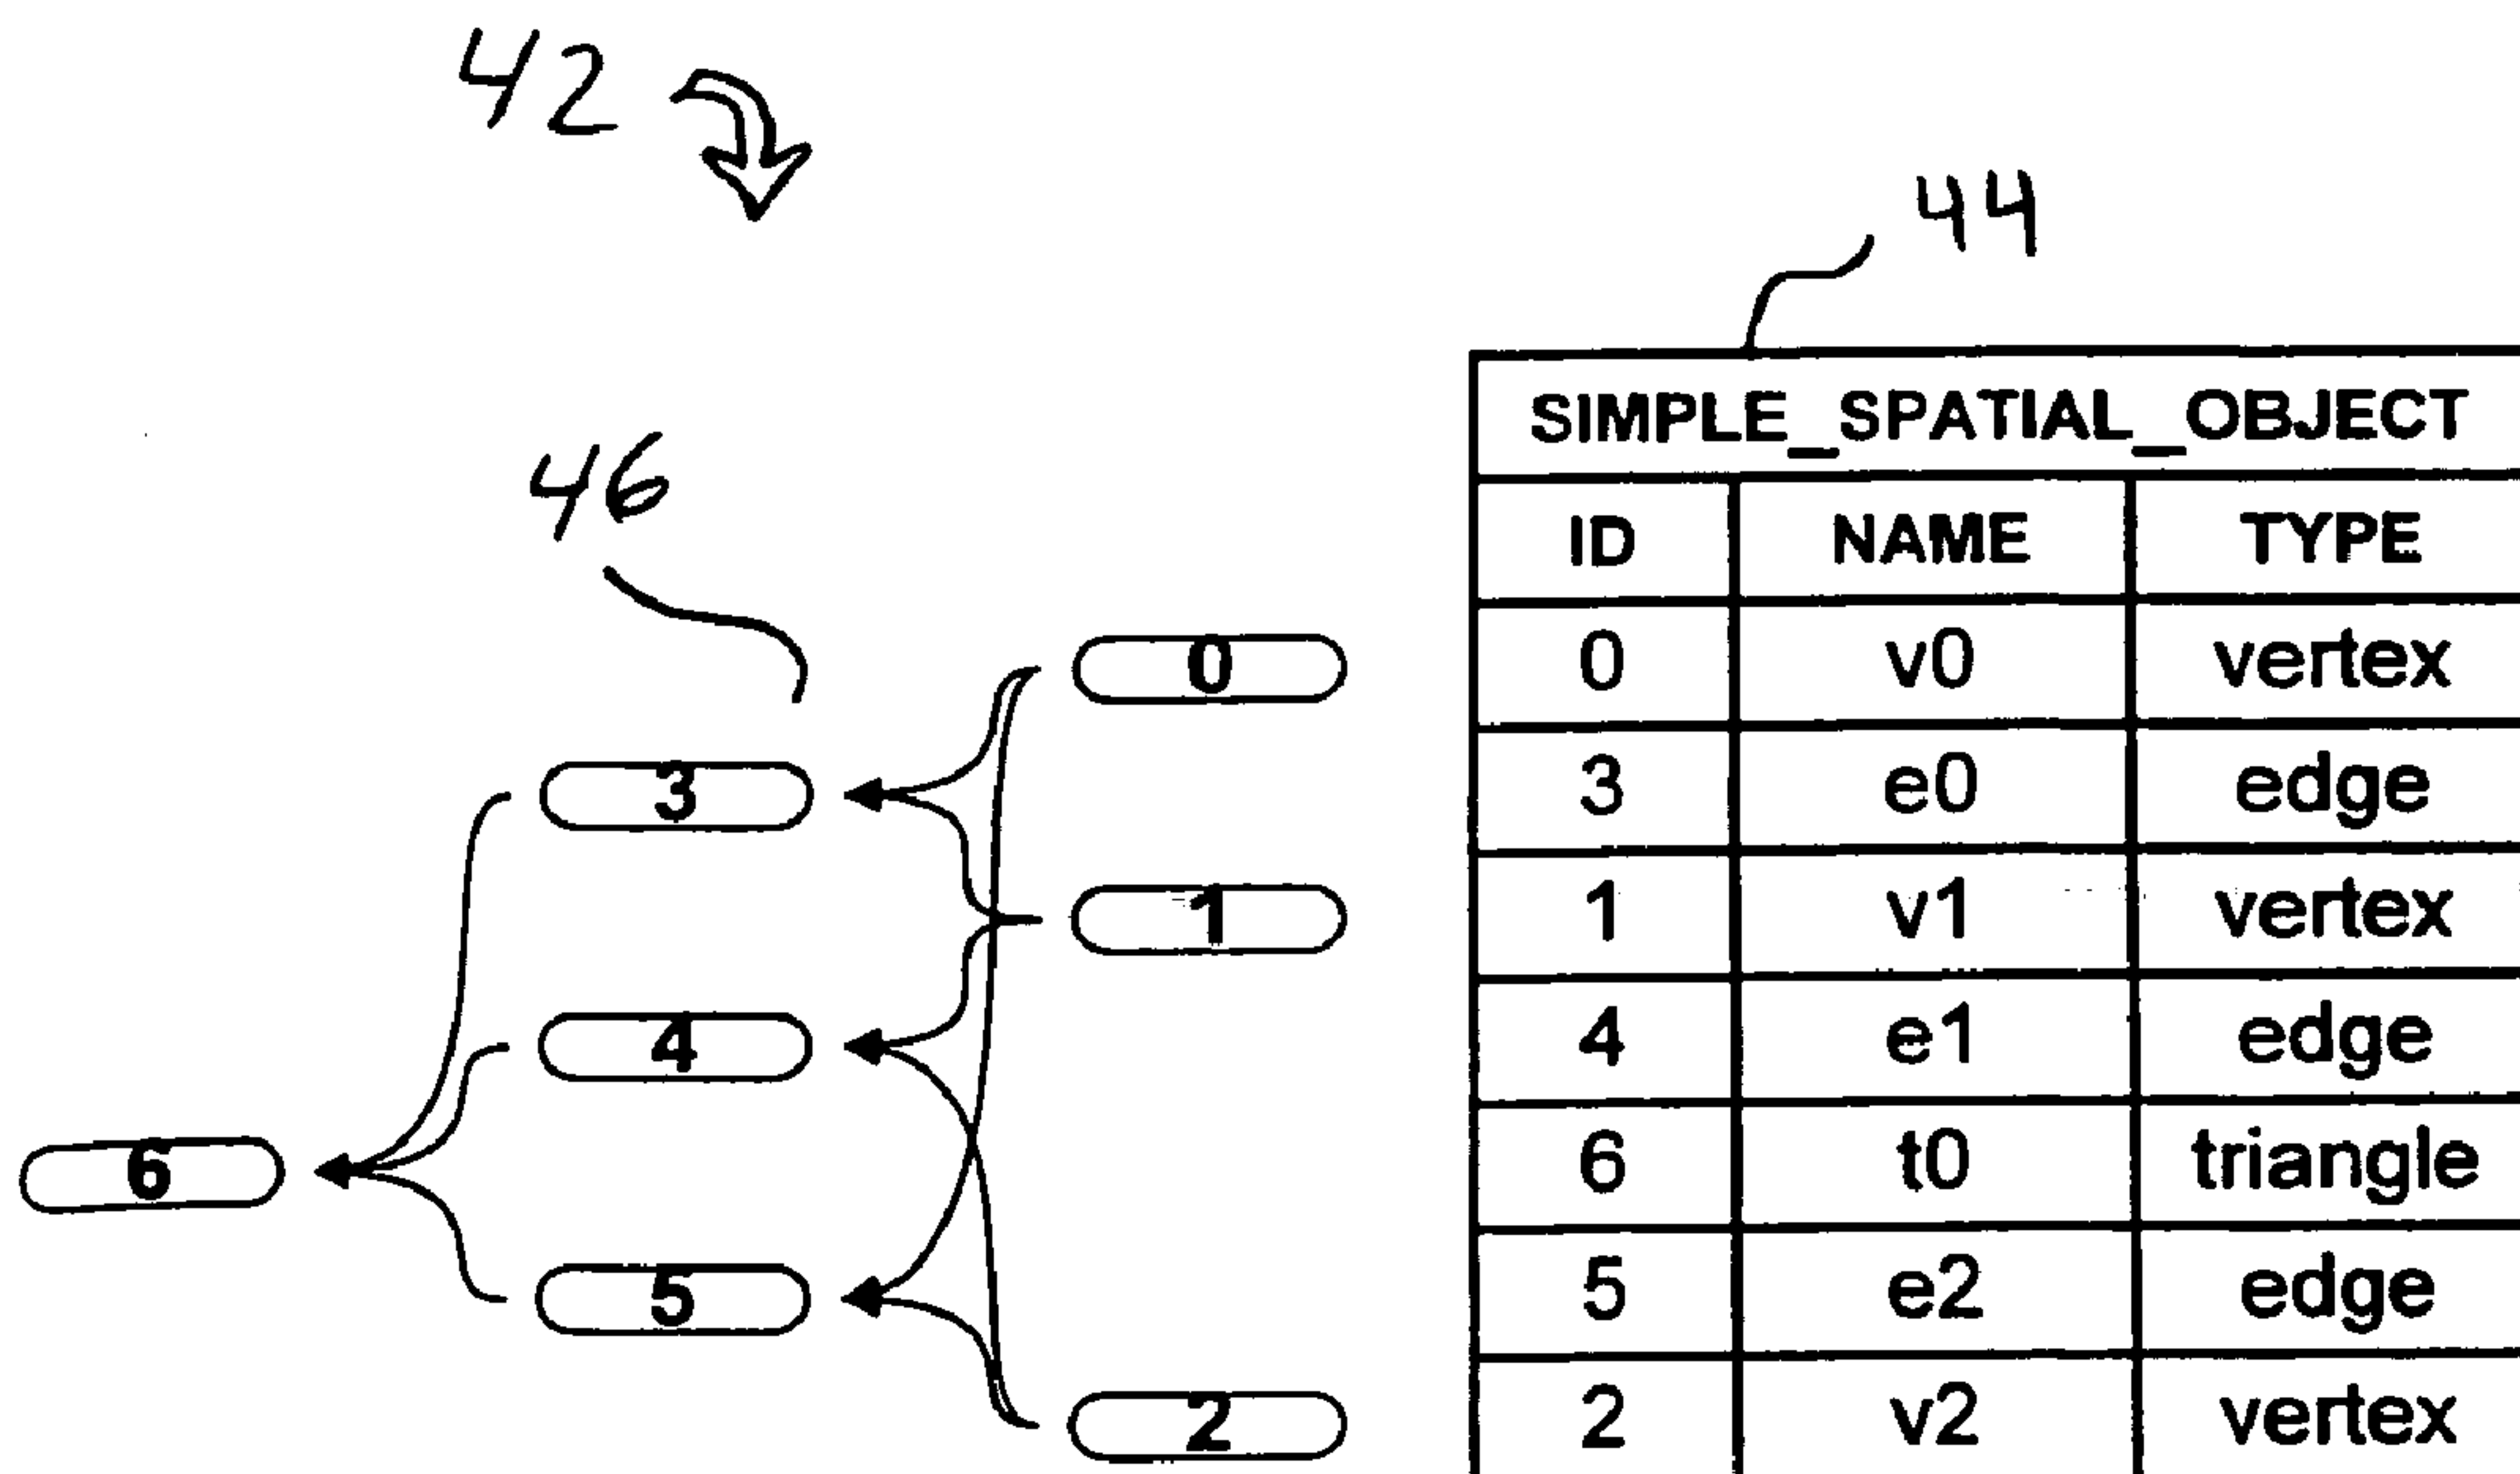 42
44
SIMPLE_SPATIAL_OBJECT
46
ID NAME TYPE
0 0 v0 vertex
3 3 e0 edge
1 1 v1 vertex
4 4 e1 edge
6 6 t0 triangle
5 5 e2 edge
2 2 v2 vertex